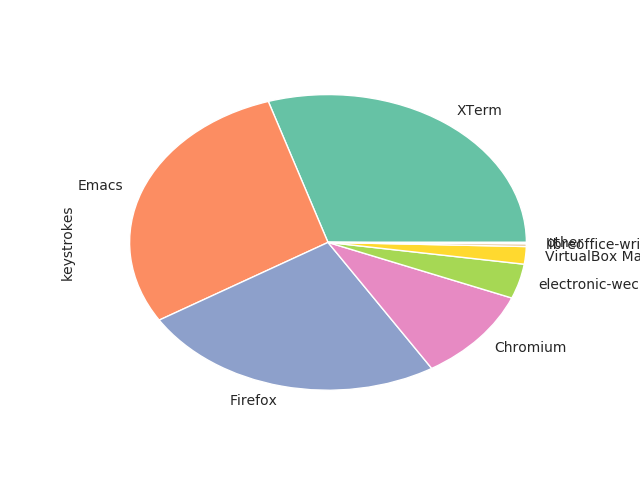 XTerm
Emacs
keystrokes
other
libreoffice-wri
VirtualBox Ma
electronic-wec
Chromium
Firefox